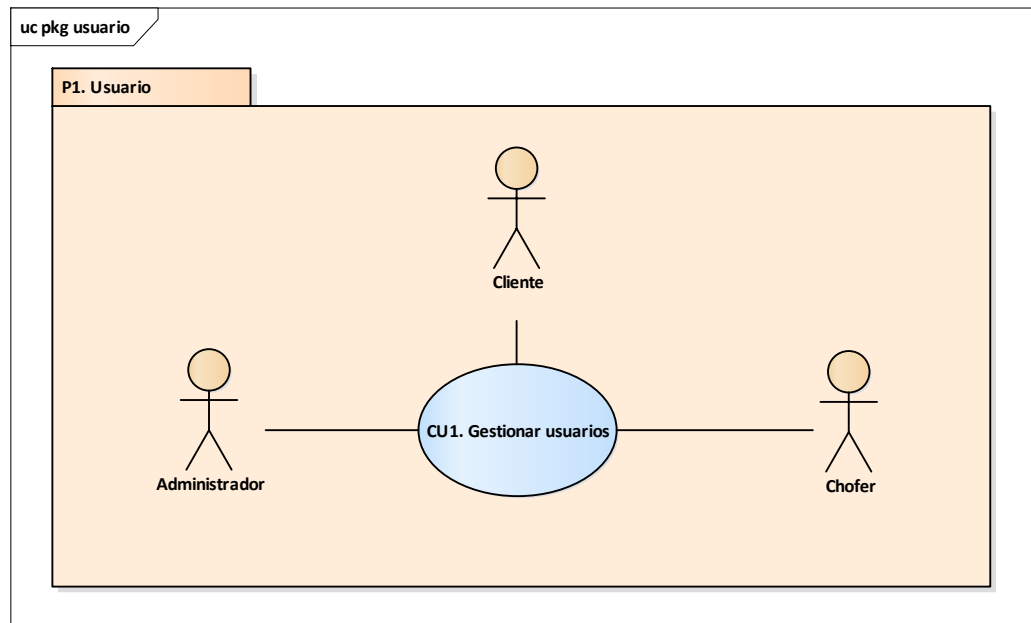 uc pkg usuario
P1. Usuario
Cliente
CU1. Gestionar usuarios
Administrador
Chofer